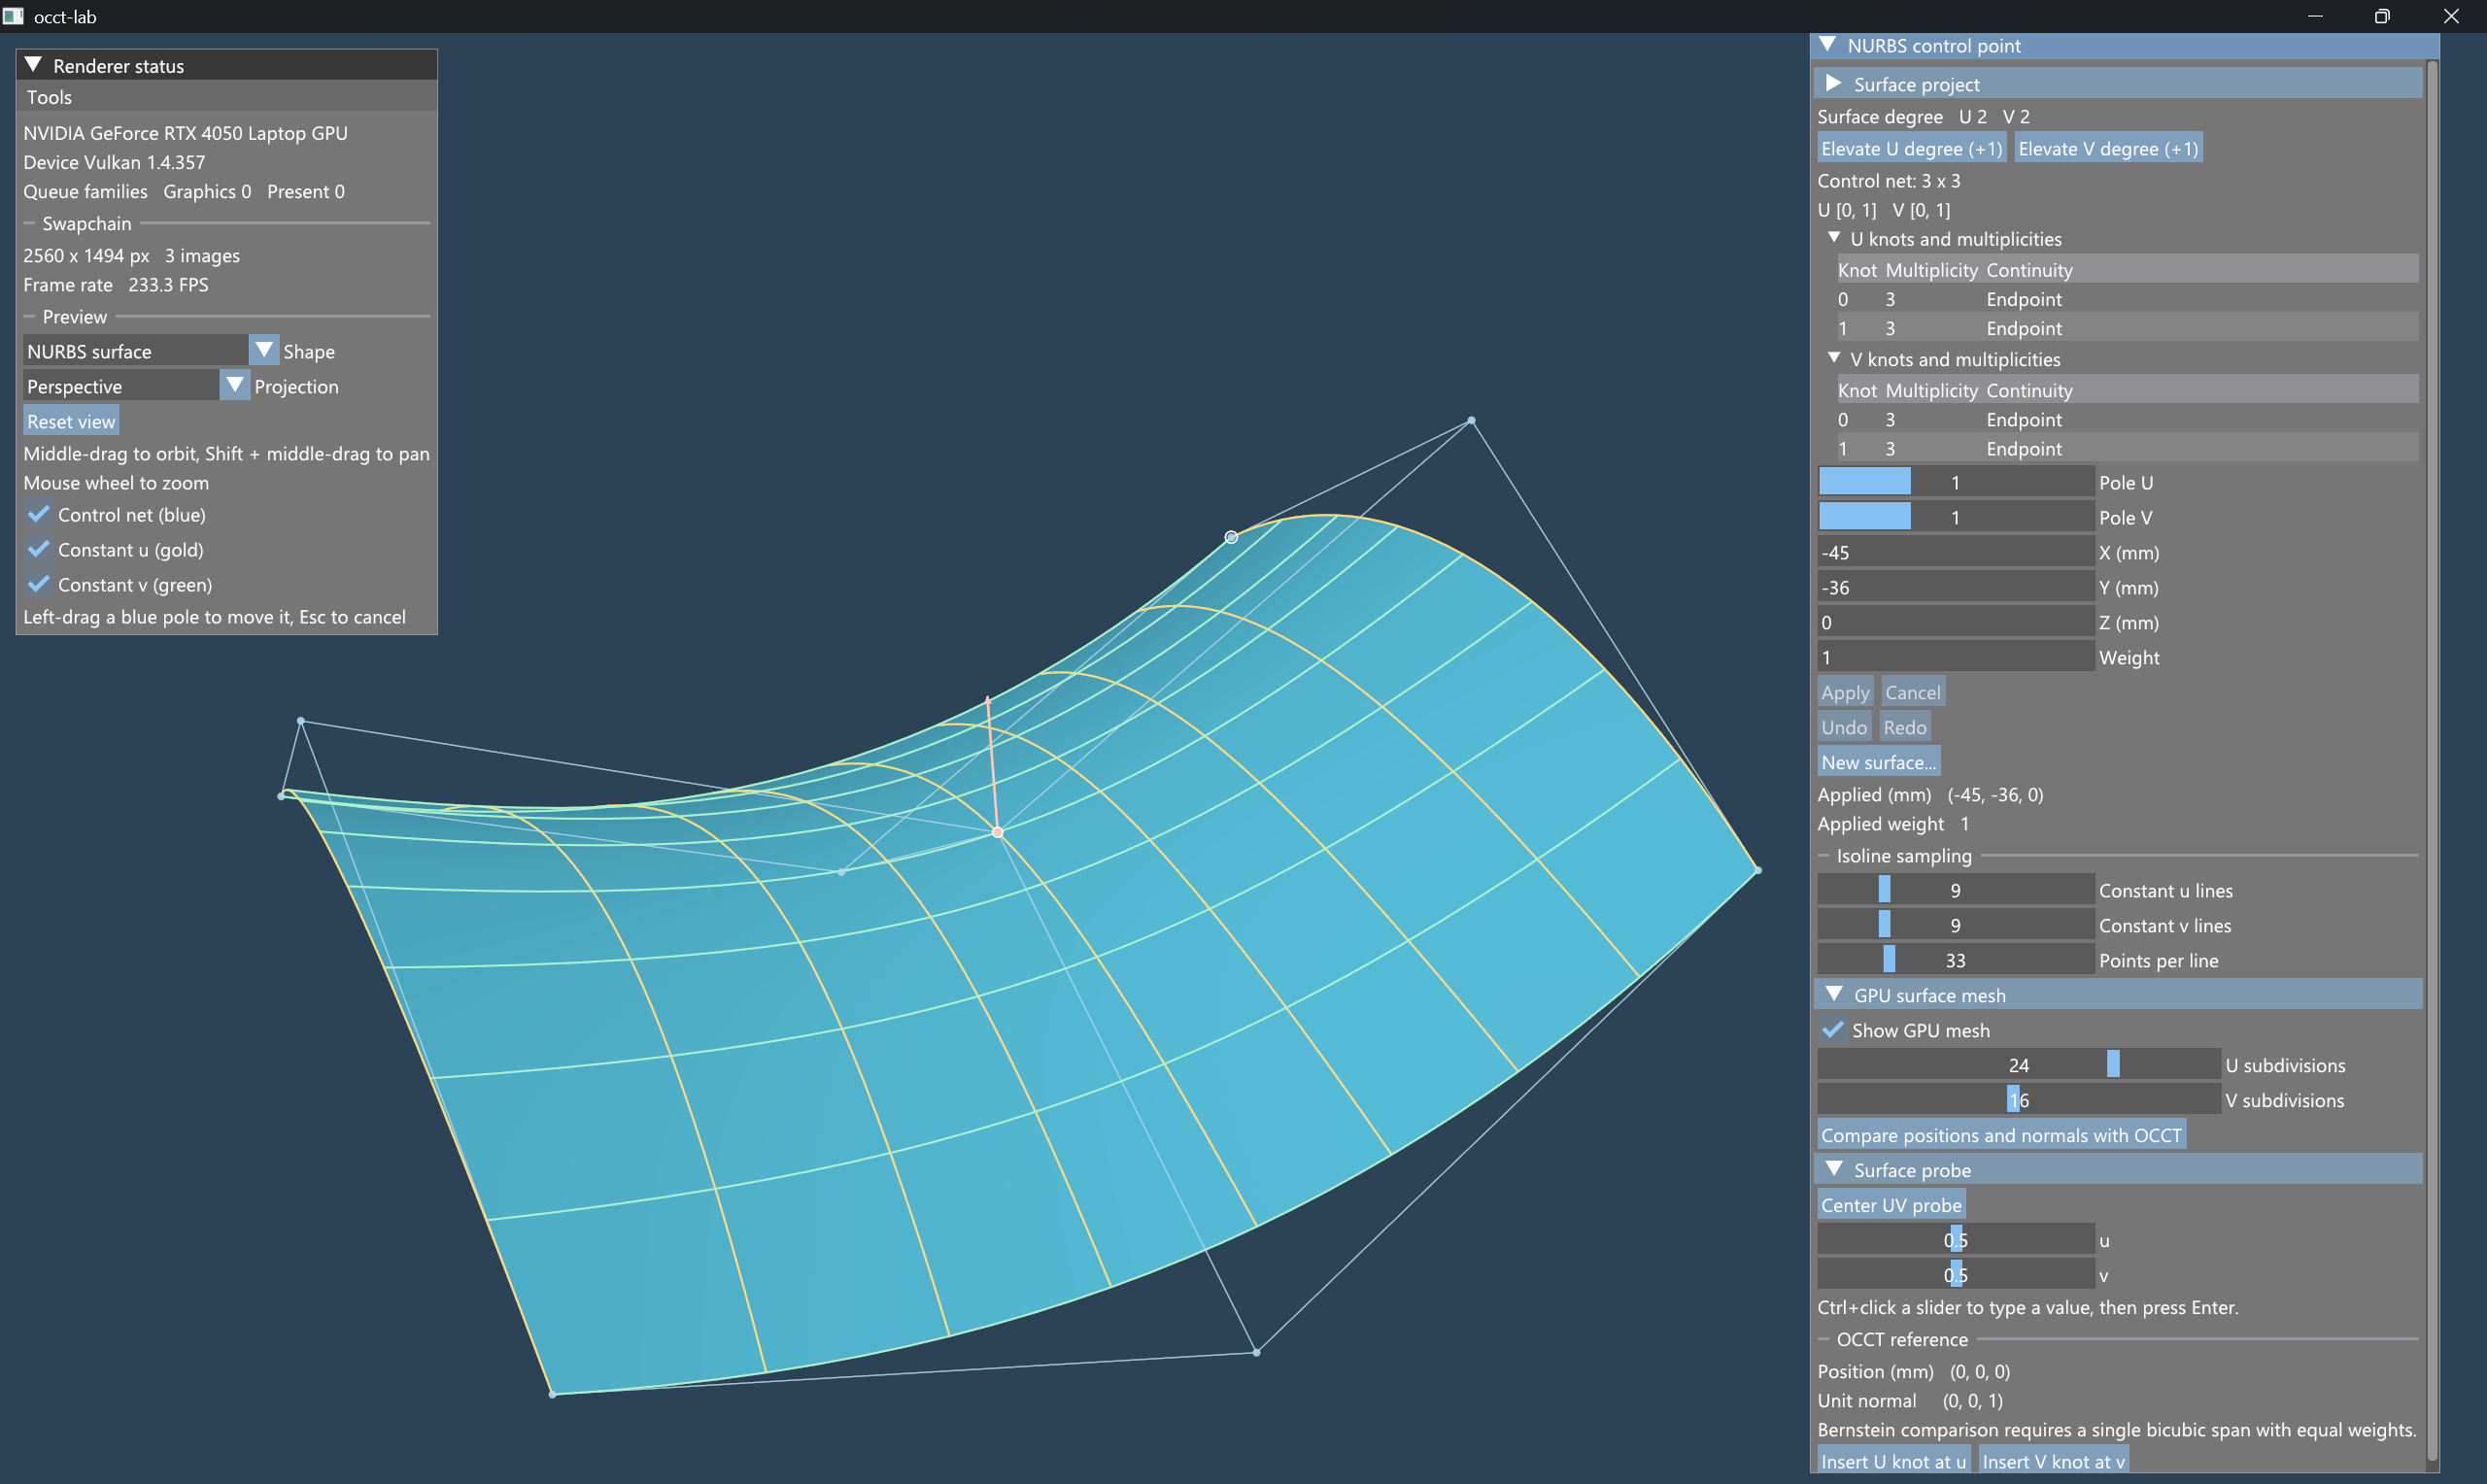 occt-lab
Renderer status
Tools
NVIDIA GeForce RTX 4050 Laptop GPU
Device Vulkan 1.4.357
Queue families Graphics 0 Present 0
Swapchain
2560 x 1494 px 3 images
Frame rate 233.3 FPS
Preview
NURBS surface Shape
Perspective Projection
Reset view
Middle-drag to orbit, Shift + middle-drag to pan
Mouse wheel to zoom
Control net (blue)
Constant u (gold)
Constant v (green)
Left-drag a blue pole to move it, Esc to cancel
NURBS control point
Surface project
Surface degree U 2 V 2
Elevate U degree (+1) Elevate V degree (+1)
Control net: 3 x 3
U [0, 1] V [0, 1]
U knots and multiplicities
Knot Multiplicity Continuity
0 3 Endpoint
1 3 Endpoint
V knots and multiplicities
Knot Multiplicity Continuity
0 3 Endpoint
1 3 Endpoint
1 Pole U
1 Pole V
-45 X (mm)
-36 Y (mm)
0 Z (mm)
1 Weight
Apply Cancel
Undo Redo
New surface...
Applied (mm) (-45, -36, 0)
Applied weight 1
Isoline sampling
9 Constant u lines
9 Constant v lines
33 Points per line
GPU surface mesh
Show GPU mesh
24 U subdivisions
16 V subdivisions
Compare positions and normals with OCCT
Surface probe
Center UV probe
0.5 u
0.5 v
Ctrl+click a slider to type a value, then press Enter.
OCCT reference
Position (mm) (0, 0, 0)
Unit normal (0, 0, 1)
Bernstein comparison requires a single bicubic span with equal weights.
Insert U knot at u Insert V knot at v